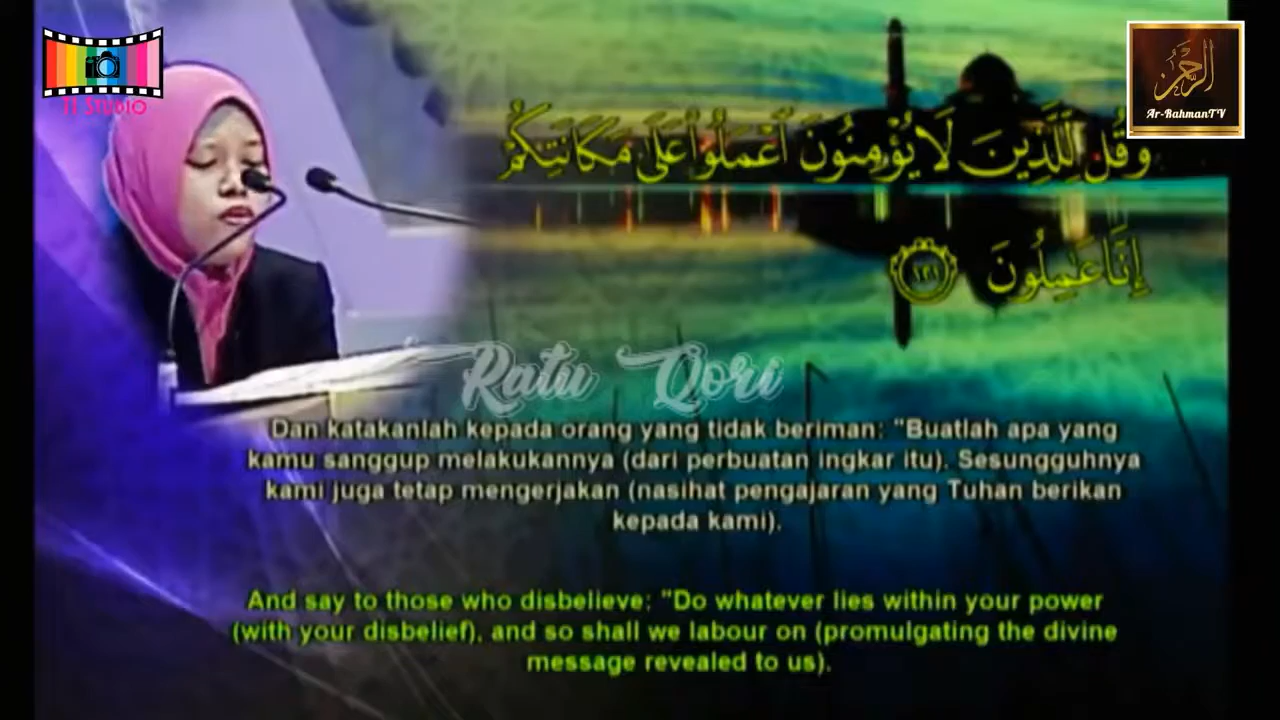 TI STUDIO
الرحمن
Ar-RahmanTV
وَقُل لِّلَّذِينَ لَا يُؤْمِنُونَ ٱعْمَلُوا۟ عَلَىٰ مَكَانَتِكُمْ
إِنَّا عَـٰمِلُونَ ١٢١
Ratu Qori
Dan katakanlah kepada orang yang tidak beriman: "Buatlah apa yang
kamu sanggup melakukannya (dari perbuatan ingkar itu). Sesungguhnya
kami juga tetap mengerjakan (nasihat pengajaran yang Tuhan berikan
kepada kami).
And say to those who disbelieve: "Do whatever lies within your power
(with your disbelief), and so shall we labour on (promulgating the divine
message revealed to us).